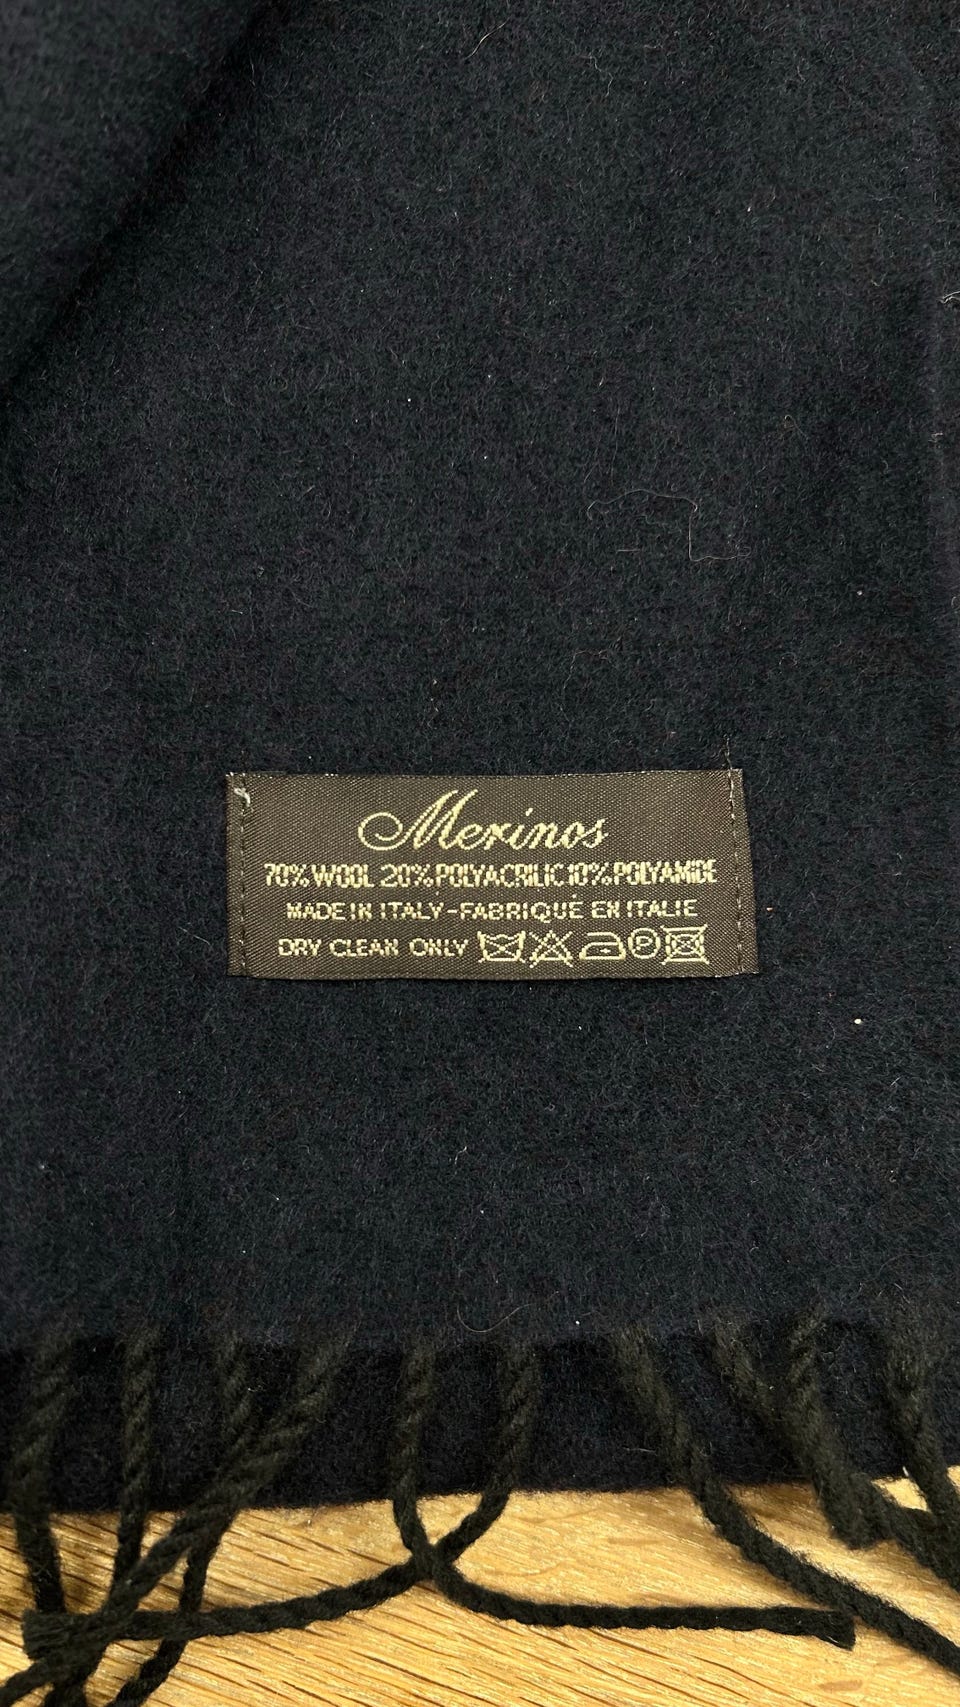 Merinos
70% WOOL 20% POLYACRILIC 10% POLYAMIDE
MADE IN ITALY - FABRIQUE EN ITALIE
DRY CLEAN ONLY P